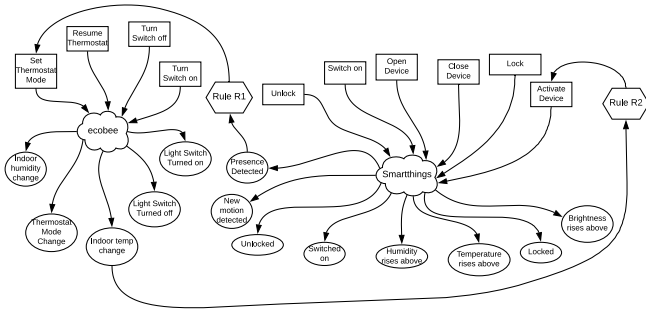 Set
Thermostat
Mode
Resume
Thermostat
Turn
Switch off
Turn
Switch on
Rule R1
Unlock
Switch on
Open
Device
Close
Device
Lock
Activate
Device
Rule R2
ecobee
Smartthings
Indoor
humidity
change
Thermostat
Mode
Change
Indoor temp
change
Light Switch
Turned off
Light Switch
Turned on
Presence
Detected
New
motion
detected
Unlocked
Switched
on
Humidity
rises above
Temperature
rises above
Locked
Brightness
rises above